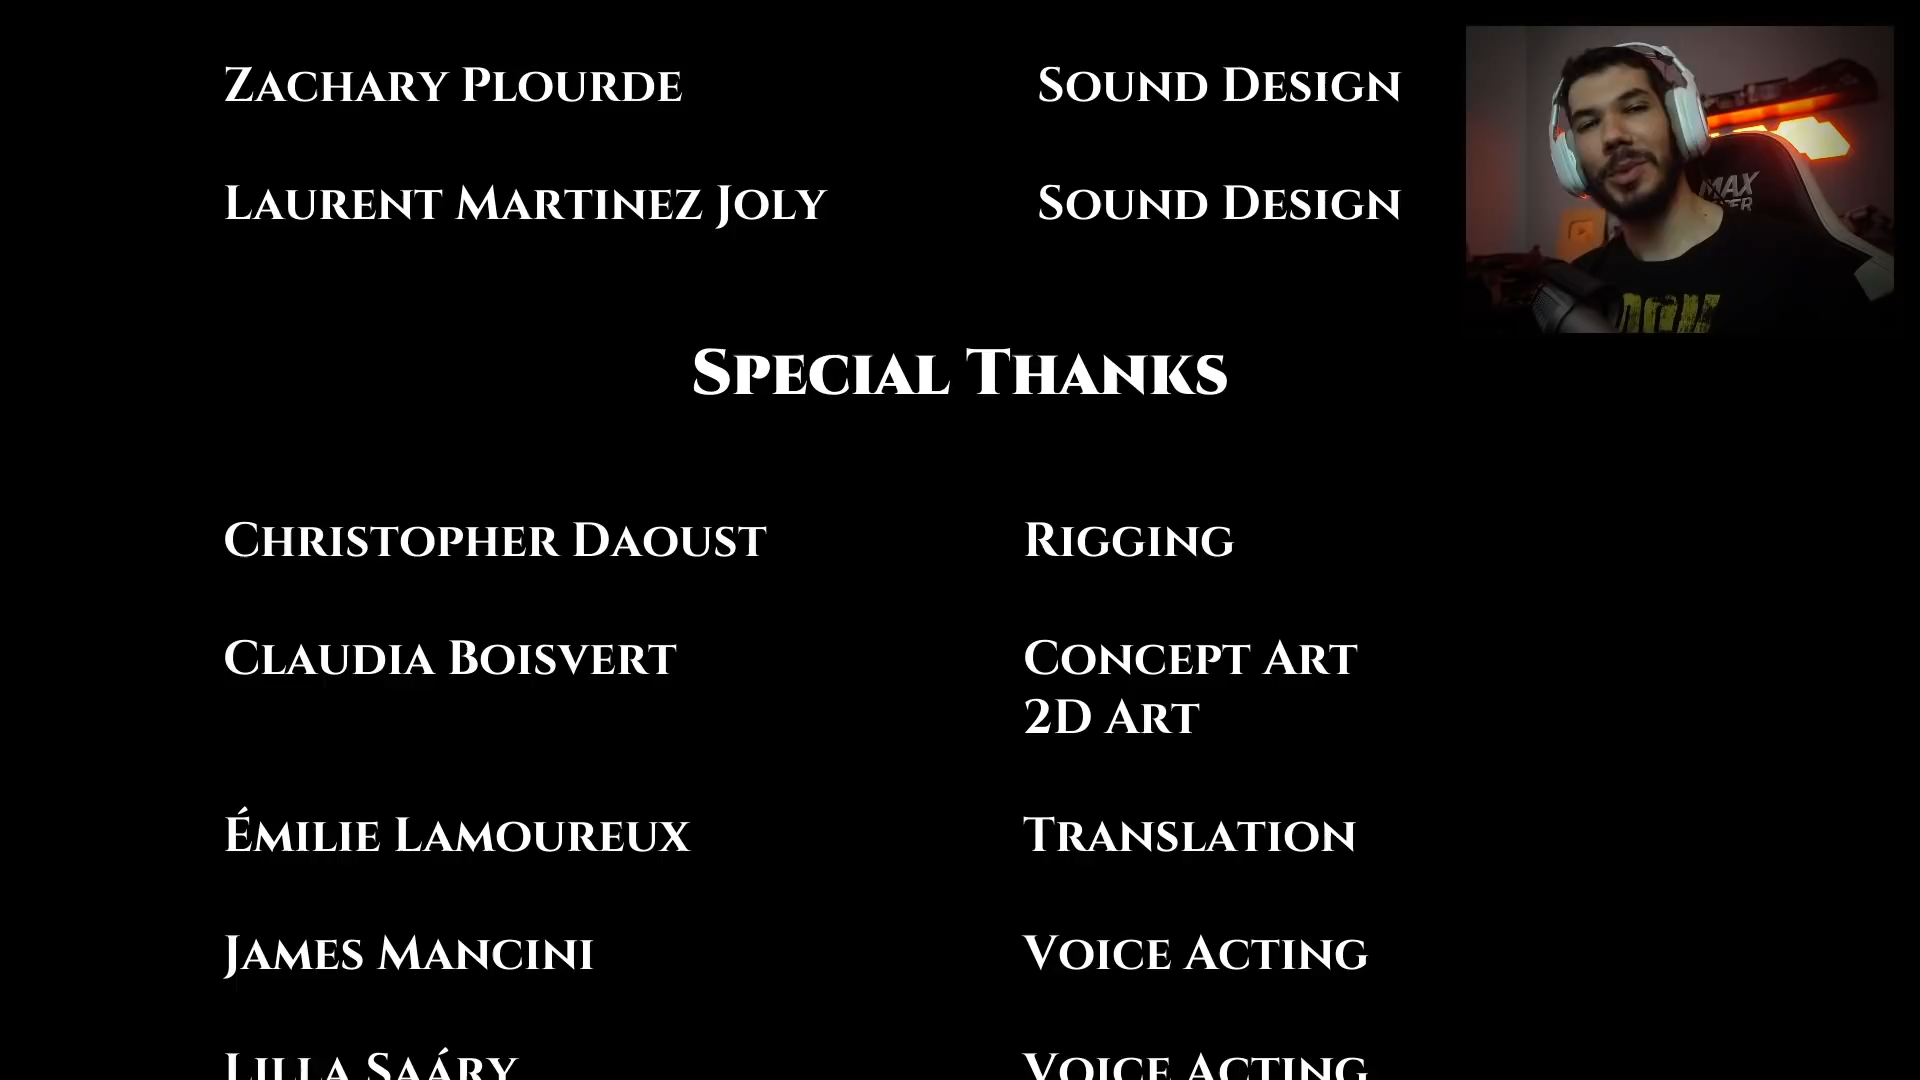 Zachary Plourde Sound Design
Laurent Martinez Joly Sound Design
MAX
Special Thanks
Christopher Daoust Rigging
Claudia Boisvert Concept Art
2D Art
Émilie Lamoureux Translation
James Mancini Voice Acting
Lilla Saáry Voice Acting